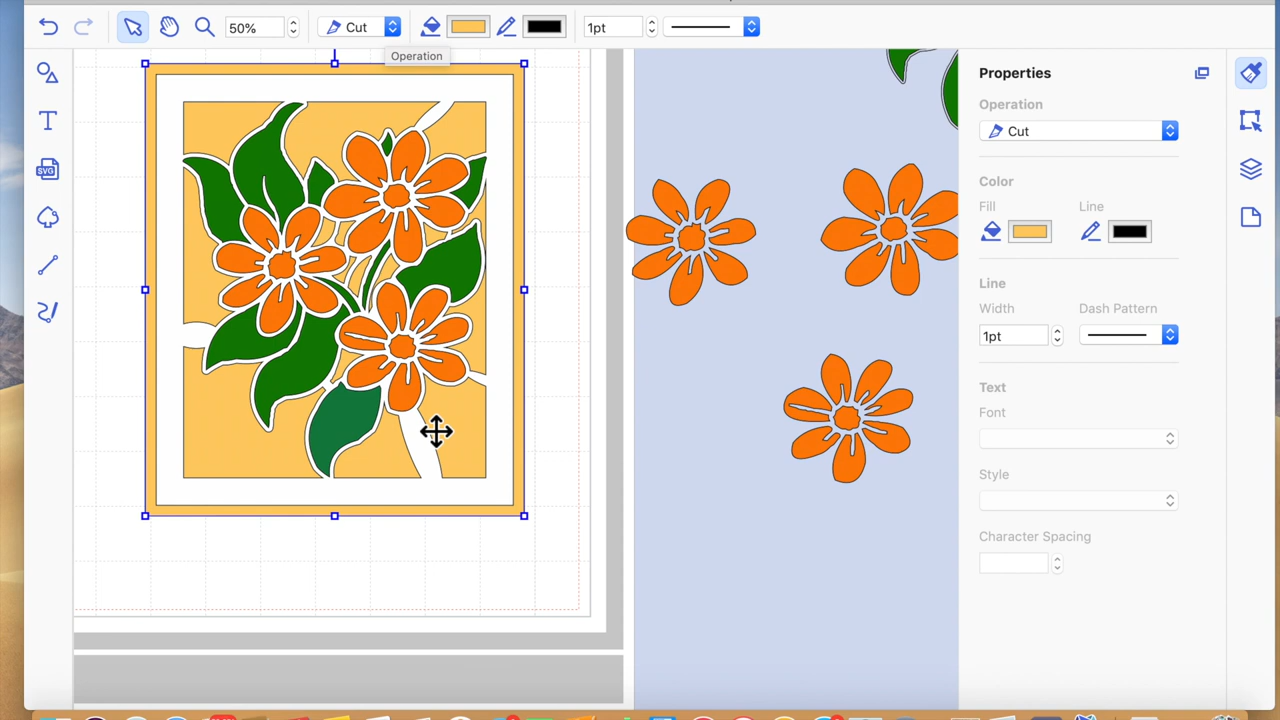 50%
Cut
1pt
Operation
T
SVG
Properties
Operation
Cut
Color
Fill
Line
Line
Width
Dash Pattern
1pt
Text
Font
Style
Character Spacing